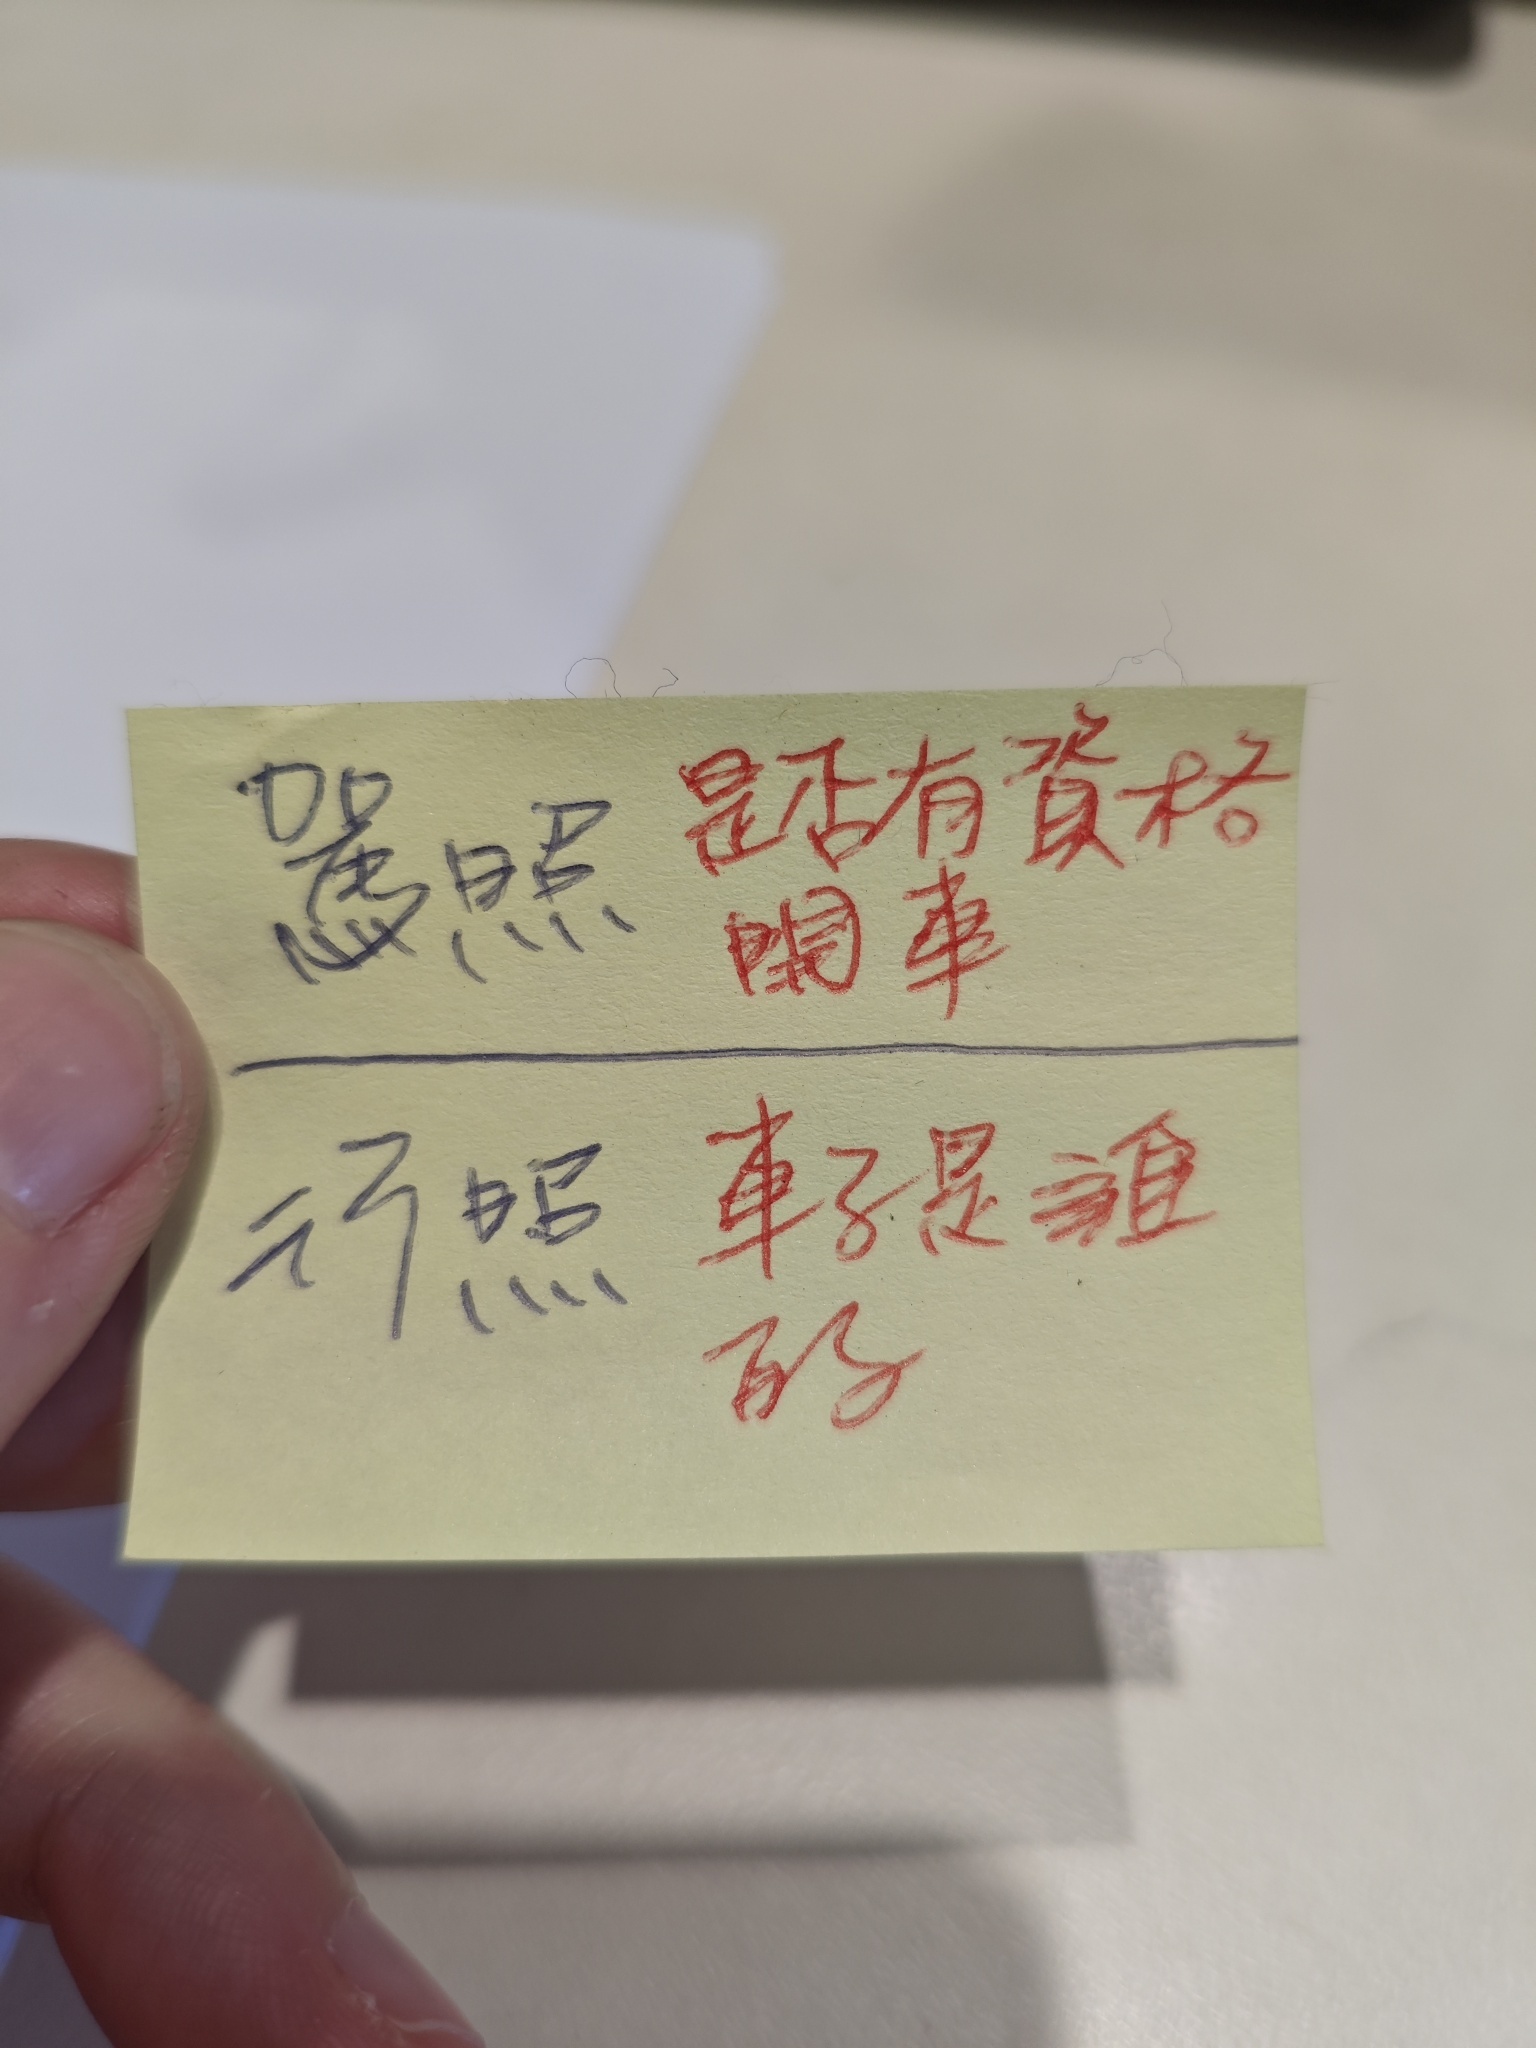 駕照 是否有資格
開車
行照 車子是誰
的